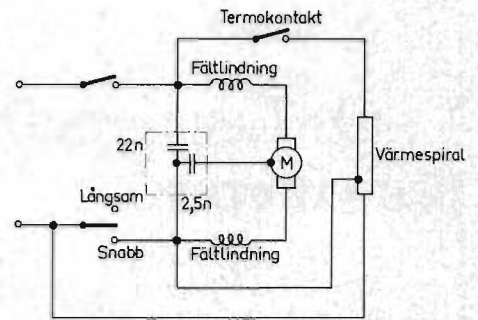 Termokontakt
Fältlindning
22n
M
Värmespiral
2,5n
Långsam
Snabb
Fältlindning